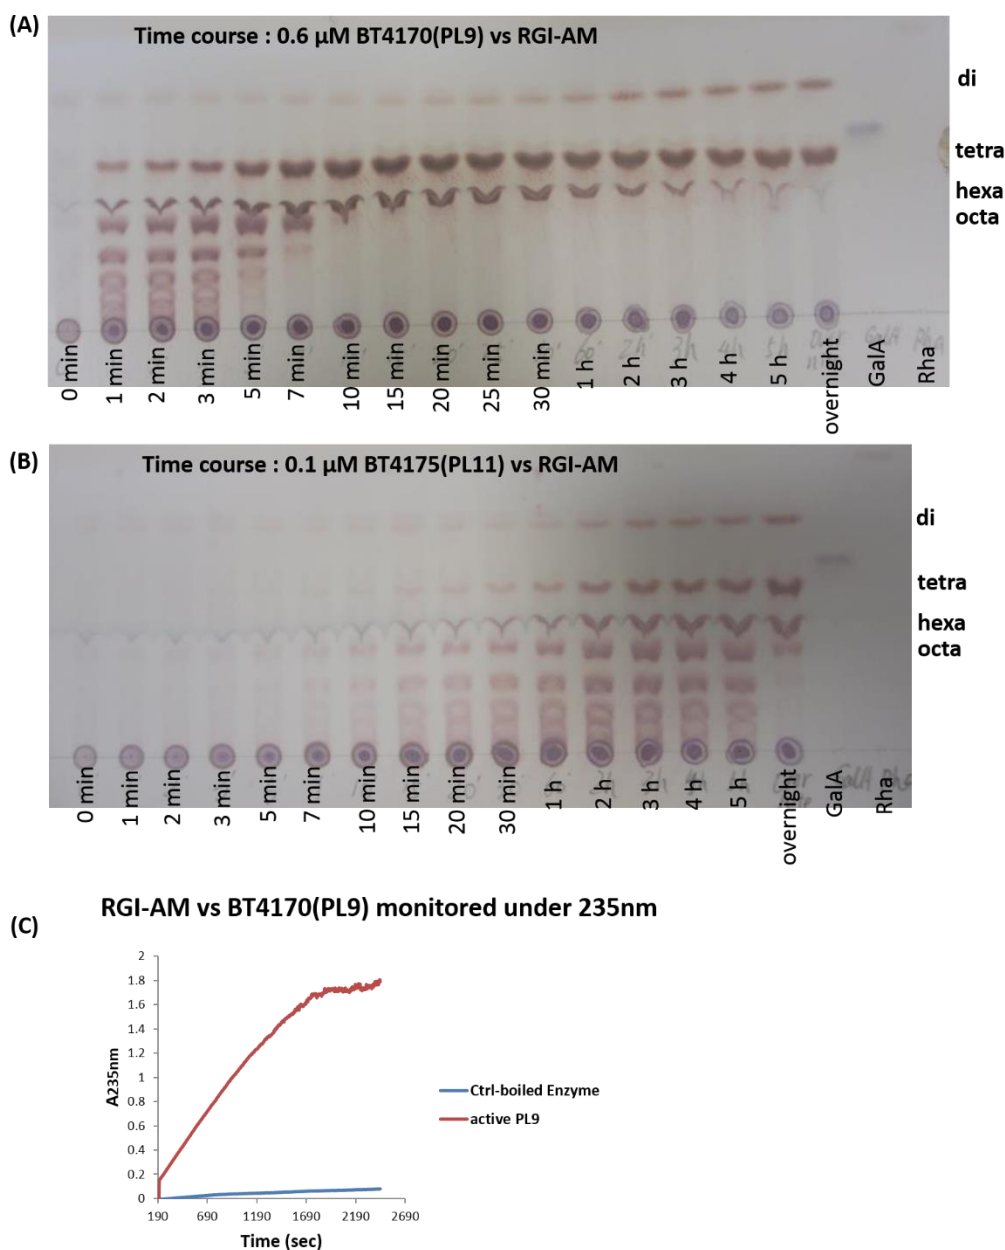 (A)
Time course : 0.6 µM BT4170(PL9) vs RGI-AM
di
tetra
hexa
octa
0 min
1 min
2 min
3 min
5 min
7 min
10 min
15 min
20 min
25 min
30 min
1 h
2 h
3 h
4 h
5 h
overnight
GalA
Rha
(B)
Time course : 0.1 µM BT4175(PL11) vs RGI-AM
di
tetra
hexa
octa
0 min
1 min
2 min
3 min
5 min
7 min
10 min
15 min
20 min
30 min
1 h
2 h
3 h
4 h
5 h
overnight
GalA
Rha
(C)
RGI-AM vs BT4170(PL9) monitored under 235nm
2
1.8
1.6
1.4
1.2
1
0.8
0.6
0.4
0.2
0
A235nm
190
690
1190
1690
2190
2690
Time (sec)
Ctrl-boiled Enzyme
active PL9